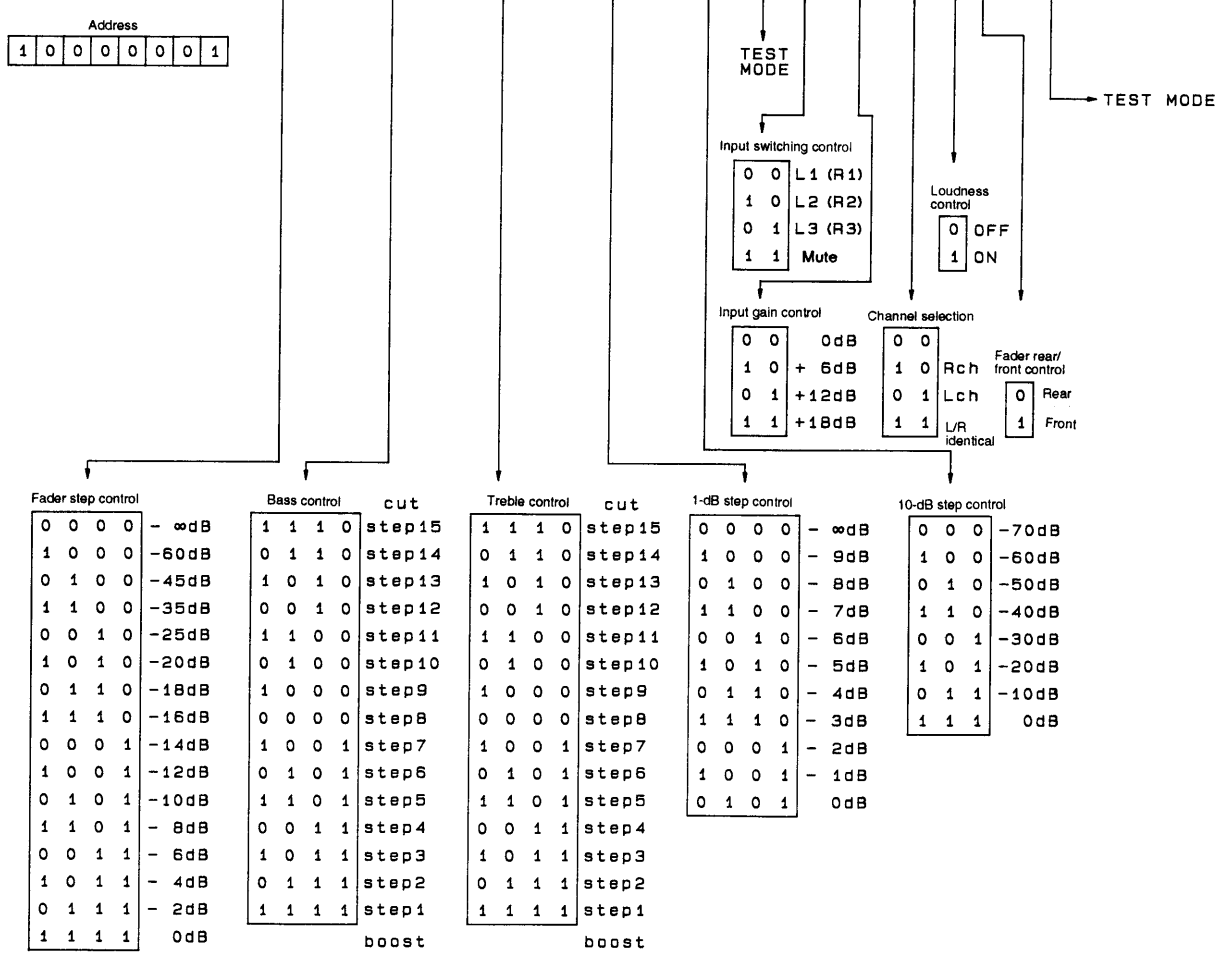 Address
1 0 0 0 0 0 0 1
TEST
MODE
TEST MODE
Input switching control
0 0 L1 (R1)
1 0 L2 (R2)
0 1 L3 (R3)
1 1 Mute
Loudness
control
0 OFF
1 ON
Input gain control
0 0 0dB
1 0 + 6dB
0 1 +12dB
1 1 +18dB
Channel selection
0 0
1 0 Rch
0 1 Lch
1 1 L/R
identical
Fader rear/
front control
0 Rear
1 Front
Fader step control
0 0 0 0 - ∞dB
1 0 0 0 -60dB
0 1 0 0 -45dB
1 1 0 0 -35dB
0 0 1 0 -25dB
1 0 1 0 -20dB
0 1 1 0 -18dB
1 1 1 0 -16dB
0 0 0 1 -14dB
1 0 0 1 -12dB
0 1 0 1 -10dB
1 1 0 1 - 8dB
0 0 1 1 - 6dB
1 0 1 1 - 4dB
0 1 1 1 - 2dB
1 1 1 1 0dB
Bass control cut
1 1 1 0 step15
0 1 1 0 step14
1 0 1 0 step13
0 0 1 0 step12
1 1 0 0 step11
0 1 0 0 step10
1 0 0 0 step9
0 0 0 0 step8
1 0 0 1 step7
0 1 0 1 step6
1 1 0 1 step5
0 0 1 1 step4
1 0 1 1 step3
0 1 1 1 step2
1 1 1 1 step1
boost
Treble control cut
1 1 1 0 step15
0 1 1 0 step14
1 0 1 0 step13
0 0 1 0 step12
1 1 0 0 step11
0 1 0 0 step10
1 0 0 0 step9
0 0 0 0 step8
1 0 0 1 step7
0 1 0 1 step6
1 1 0 1 step5
0 0 1 1 step4
1 0 1 1 step3
0 1 1 1 step2
1 1 1 1 step1
boost
1-dB step control
0 0 0 0 - ∞dB
1 0 0 0 - 9dB
0 1 0 0 - 8dB
1 1 0 0 - 7dB
0 0 1 0 - 6dB
1 0 1 0 - 5dB
0 1 1 0 - 4dB
1 1 1 0 - 3dB
0 0 0 1 - 2dB
1 0 0 1 - 1dB
0 1 0 1 0dB
10-dB step control
0 0 0 -70dB
1 0 0 -60dB
0 1 0 -50dB
1 1 0 -40dB
0 0 1 -30dB
1 0 1 -20dB
0 1 1 -10dB
1 1 1 0dB